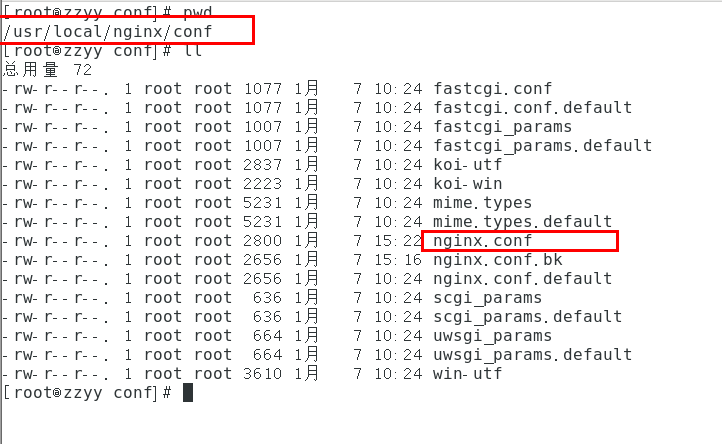 [root@zzyy conf]# pwd
/usr/local/nginx/conf
[root@zzyy conf]# ll
总用量 72
-rw-r--r--. 1 root root 1077 1月   7 10:24 fastcgi.conf
-rw-r--r--. 1 root root 1077 1月   7 10:24 fastcgi.conf.default
-rw-r--r--. 1 root root 1007 1月   7 10:24 fastcgi_params
-rw-r--r--. 1 root root 1007 1月   7 10:24 fastcgi_params.default
-rw-r--r--. 1 root root 2837 1月   7 10:24 koi-utf
-rw-r--r--. 1 root root 2223 1月   7 10:24 koi-win
-rw-r--r--. 1 root root 5231 1月   7 10:24 mime.types
-rw-r--r--. 1 root root 5231 1月   7 10:24 mime.types.default
-rw-r--r--. 1 root root 2800 1月   7 15:22 nginx.conf
-rw-r--r--. 1 root root 2656 1月   7 15:16 nginx.conf.bk
-rw-r--r--. 1 root root 2656 1月   7 10:24 nginx.conf.default
-rw-r--r--. 1 root root  636 1月   7 10:24 scgi_params
-rw-r--r--. 1 root root  636 1月   7 10:24 scgi_params.default
-rw-r--r--. 1 root root  664 1月   7 10:24 uwsgi_params
-rw-r--r--. 1 root root  664 1月   7 10:24 uwsgi_params.default
-rw-r--r--. 1 root root 3610 1月   7 10:24 win-utf
[root@zzyy conf]#